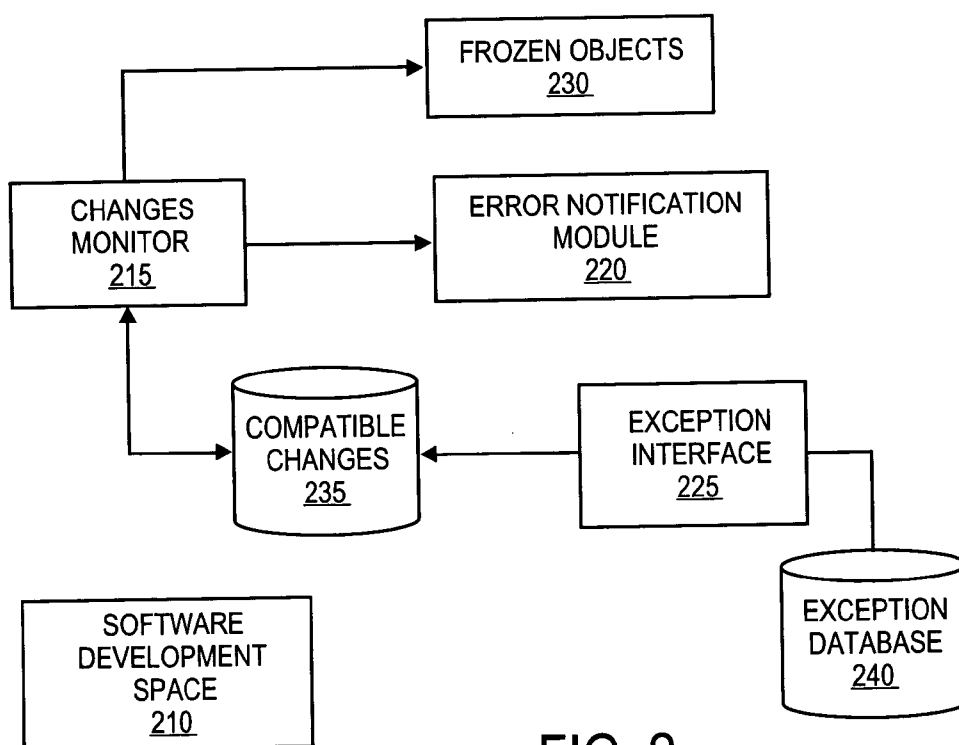 FROZEN OBJECTS
230
CHANGES
MONITOR
215
ERROR NOTIFICATION
MODULE
220
COMPATIBLE
CHANGES
235
EXCEPTION
INTERFACE
225
SOFTWARE
DEVELOPMENT
SPACE
210
EXCEPTION
DATABASE
240